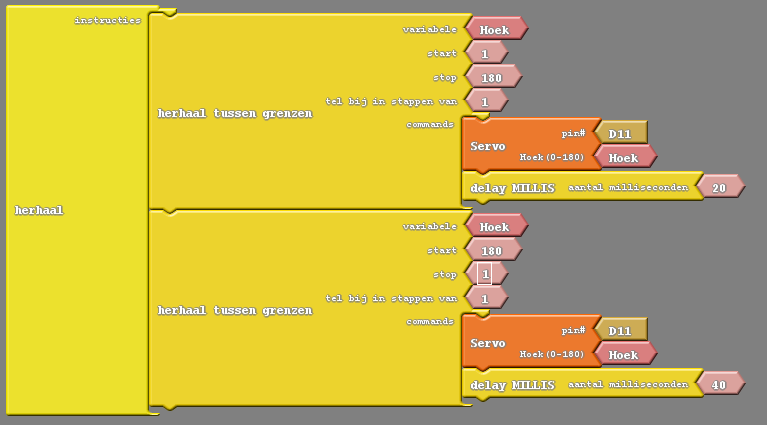 instructies
variabele Hoek
start 1
stop 180
herhaal tussen grenzen tel bij in stappen van 1
commands
Servo pin# D11
Hoek(0-180) Hoek
delay MILLIS aantal milliseconden 20
herhaal
variabele Hoek
start 180
stop 1
herhaal tussen grenzen tel bij in stappen van 1
commands
Servo pin# D11
Hoek(0-180) Hoek
delay MILLIS aantal milliseconden 40